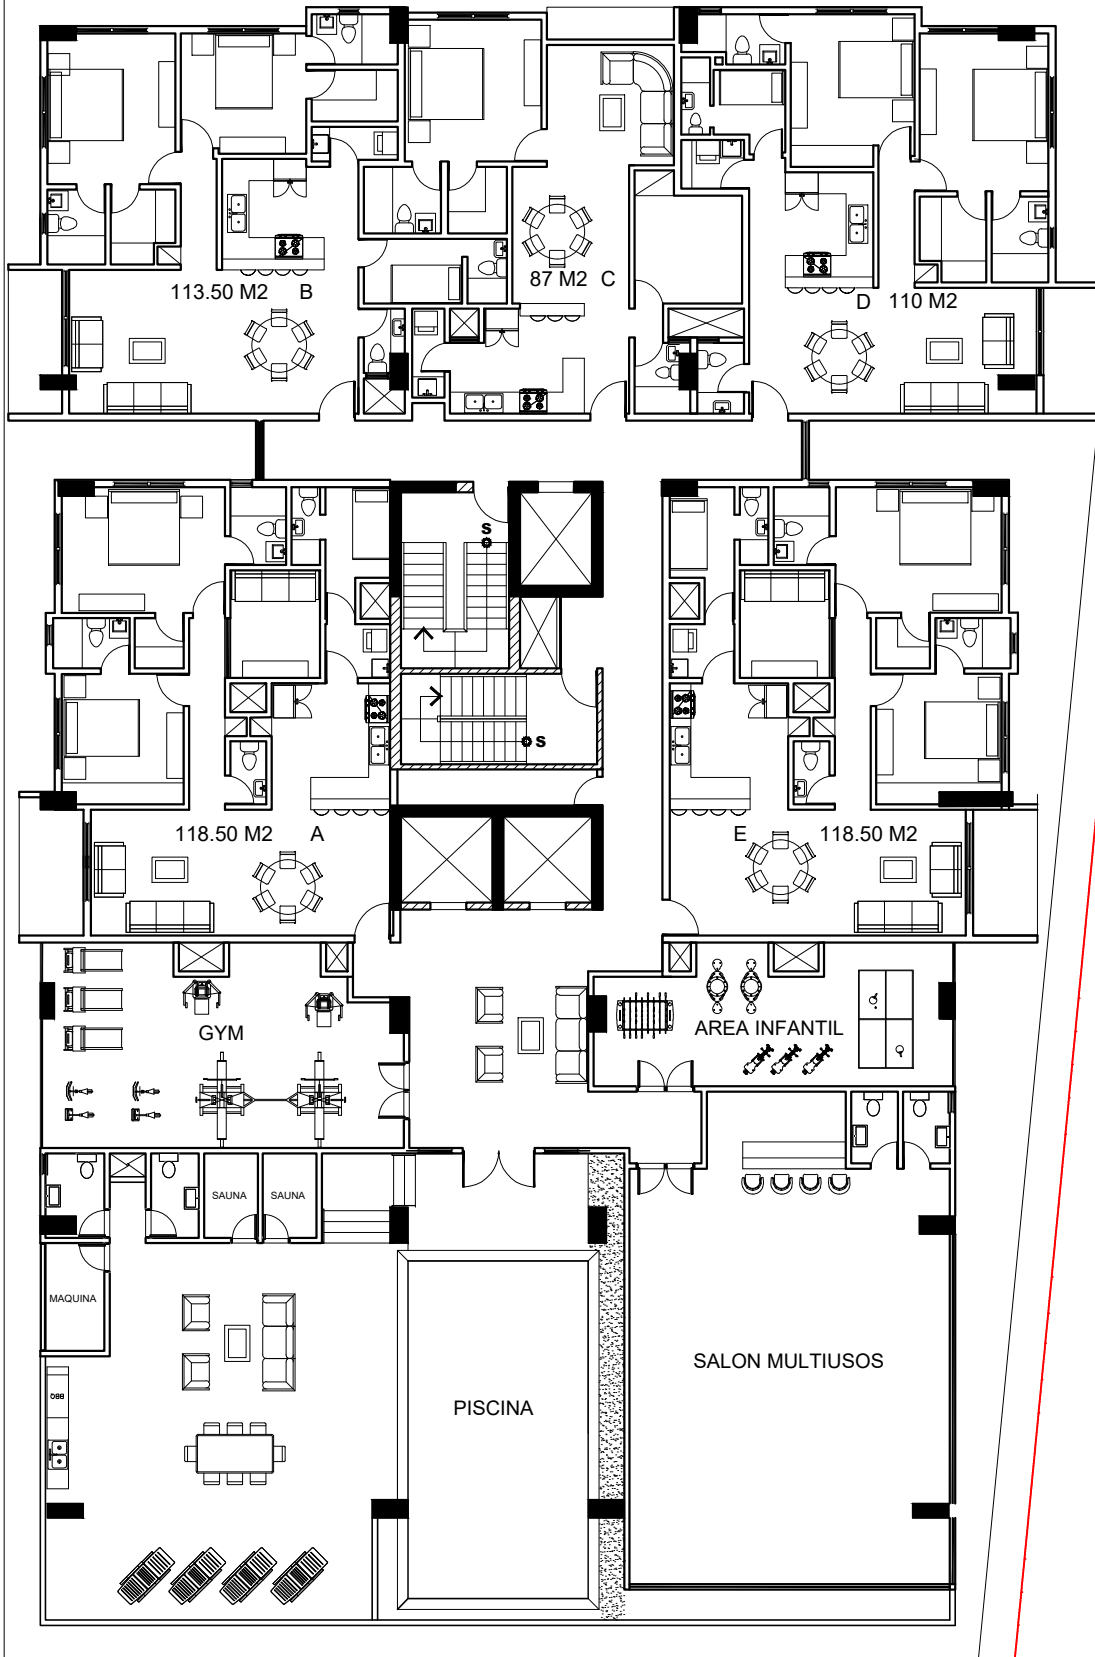 113.50 M2 B
87 M2 C
D 110 M2
S
S
118.50 M2 A
E 118.50 M2
GYM
AREA INFANTIL
SAUNA
SAUNA
MAQUINA
SALON MULTIUSOS
BBQ
PISCINA